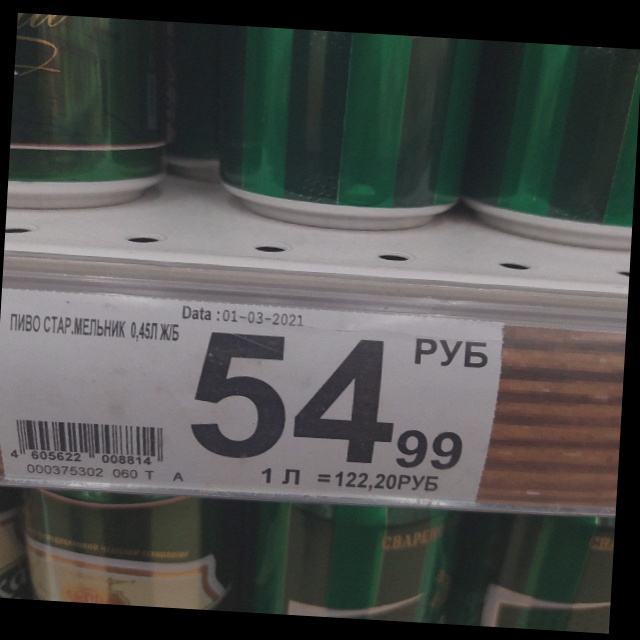 Data : 01-03-2021
ПИВО СТАР.МЕЛЬНИК 0,45Л Ж/Б
54 99 РУБ
4 605622 008814
000375302 060 Т А
1 Л =122,20РУБ